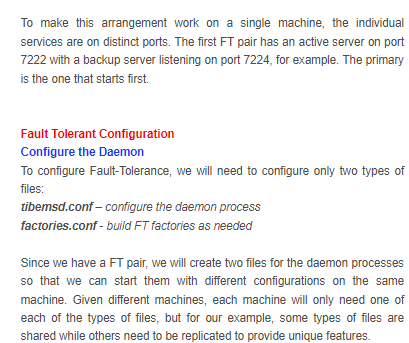 To make this arrangement work on a single machine, the individual
services are on distinct ports. The first FT pair has an active server on port
7222 with a backup server listening on port 7224, for example. The primary
is the one that starts first.
Fault Tolerant Configuration
Configure the Daemon
To configure Fault-Tolerance, we will need to configure only two types of
files:
tibemsd.conf – configure the daemon process
factories.conf - build FT factories as needed
Since we have a FT pair, we will create two files for the daemon processes
so that we can start them with different configurations on the same
machine. Given different machines, each machine will only need one of
each of the types of files, but for our example, some types of files are
shared while others need to be replicated to provide unique features.